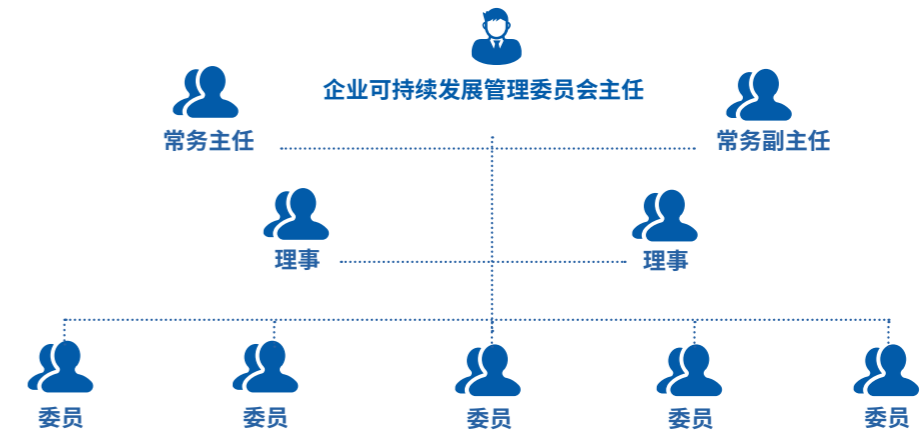 企业可持续发展管理委员会主任
常务主任
常务副主任
理事
理事
委员
委员
委员
委员
委员